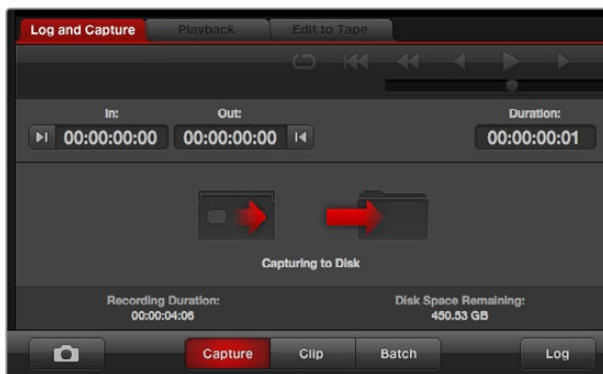 Log and Capture Playback Edit to Tape
In: Out: Duration:
00:00:00:00 00:00:00:00 00:00:00:01
Capturing to Disk
Recording Duration: Disk Space Remaining:
00:00:04:06 450.53 GB
Capture Clip Batch Log